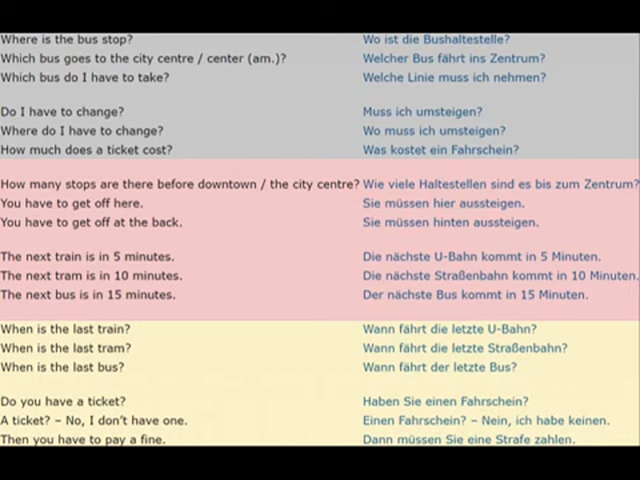 Where is the bus stop? Wo ist die Bushaltestelle?
Which bus goes to the city centre / center (am.)? Welcher Bus fährt ins Zentrum?
Which bus do I have to take? Welche Linie muss ich nehmen?
Do I have to change? Muss ich umsteigen?
Where do I have to change? Wo muss ich umsteigen?
How much does a ticket cost? Was kostet ein Fahrschein?
How many stops are there before downtown / the city centre? Wie viele Haltestellen sind es bis zum Zentrum?
You have to get off here. Sie müssen hier aussteigen.
You have to get off at the back. Sie müssen hinten aussteigen.
The next train is in 5 minutes. Die nächste U-Bahn kommt in 5 Minuten.
The next tram is in 10 minutes. Die nächste Straßenbahn kommt in 10 Minuten.
The next bus is in 15 minutes. Der nächste Bus kommt in 15 Minuten.
When is the last train? Wann fährt die letzte U-Bahn?
When is the last tram? Wann fährt die letzte Straßenbahn?
When is the last bus? Wann fährt der letzte Bus?
Do you have a ticket? Haben Sie einen Fahrschein?
A ticket? – No, I don’t have one. Einen Fahrschein? – Nein, ich habe keinen.
Then you have to pay a fine. Dann müssen Sie eine Strafe zahlen.